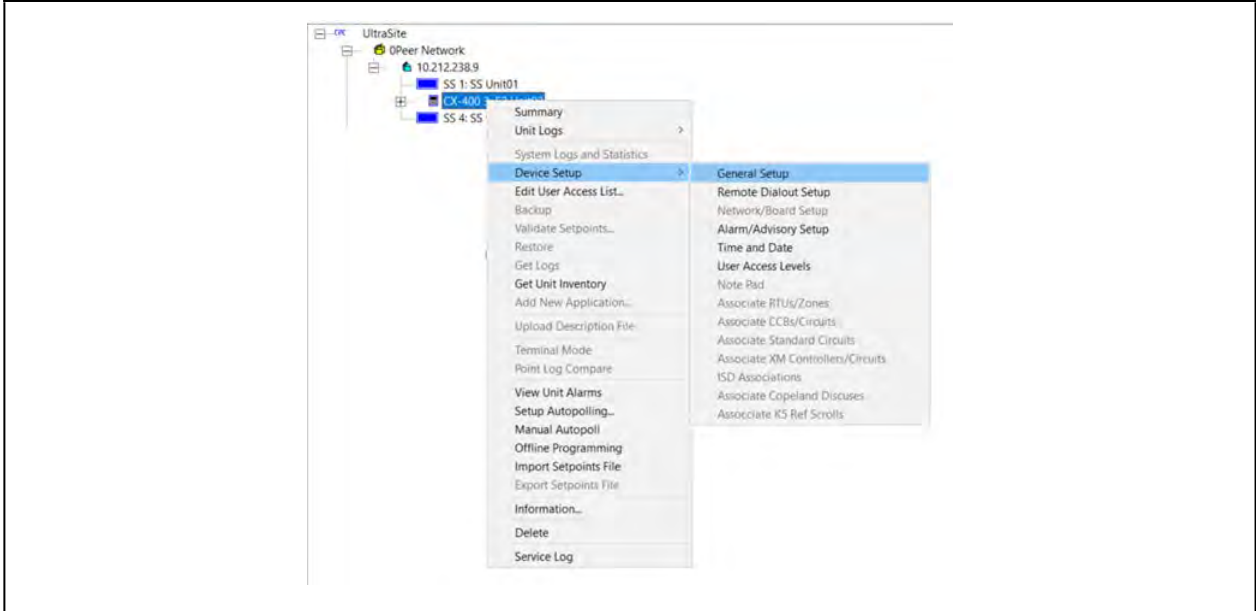 CPC UltraSite
0Peer Network
10.212.238.9
SS 1: SS Unit01
CX-400
SS 4: SS
Summary
Unit Logs
System Logs and Statistics
Device Setup
Edit User Access List...
Backup
Validate Setpoints...
Restore
Get Logs
Get Unit Inventory
Add New Application...
Upload Description File
Terminal Mode
Point Log Compare
View Unit Alarms
Setup Autopolling...
Manual Autopoll
Offline Programming
Import Setpoints File
Export Setpoints File
Information...
Delete
Service Log
General Setup
Remote Dialout Setup
Network/Board Setup
Alarm/Advisory Setup
Time and Date
User Access Levels
Note Pad
Associate RTUs/Zones
Associate CCBs/Circuits
Associate Standard Circuits
Associate XM Controllers/Circuits
ISD Associations
Associate Copeland Discuses
Assocciate K5 Ref Scrolls